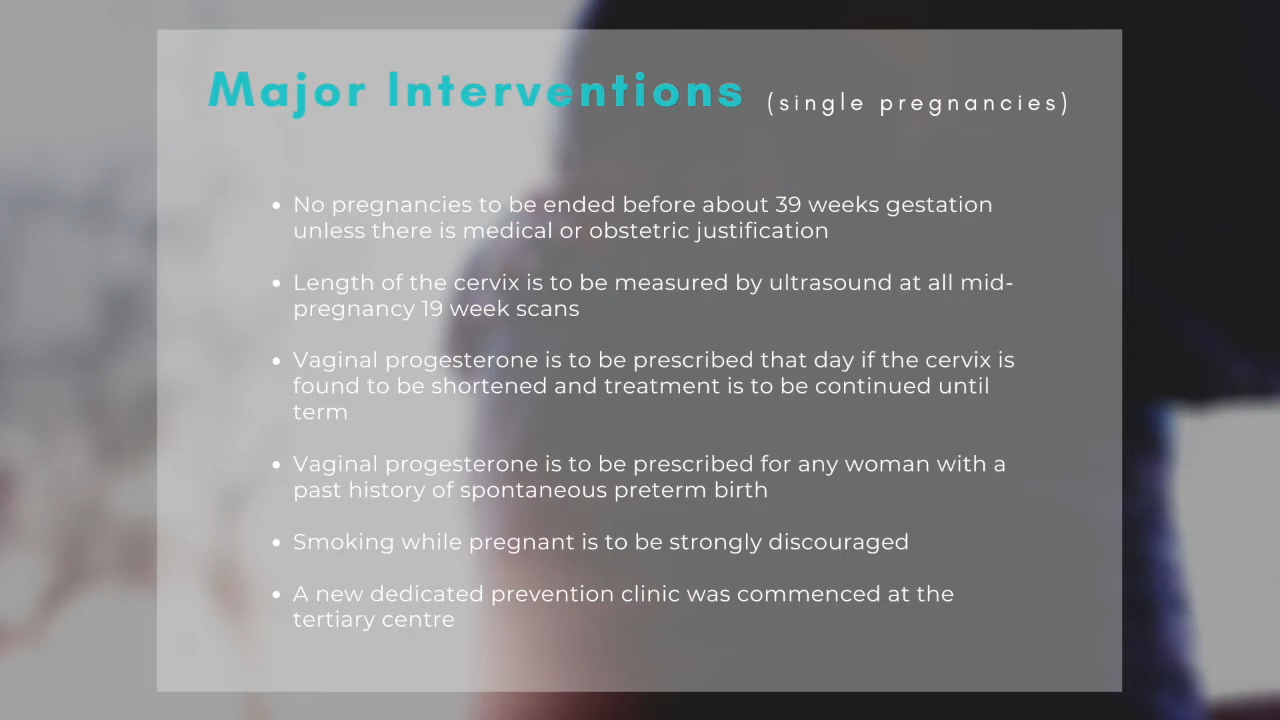 Major Interventions (single pregnancies)
• No pregnancies to be ended before about 39 weeks gestation
unless there is medical or obstetric justification
• Length of the cervix is to be measured by ultrasound at all mid-
pregnancy 19 week scans
• Vaginal progesterone is to be prescribed that day if the cervix is
found to be shortened and treatment is to be continued until
term
• Vaginal progesterone is to be prescribed for any woman with a
past history of spontaneous preterm birth
• Smoking while pregnant is to be strongly discouraged
• A new dedicated prevention clinic was commenced at the
tertiary centre